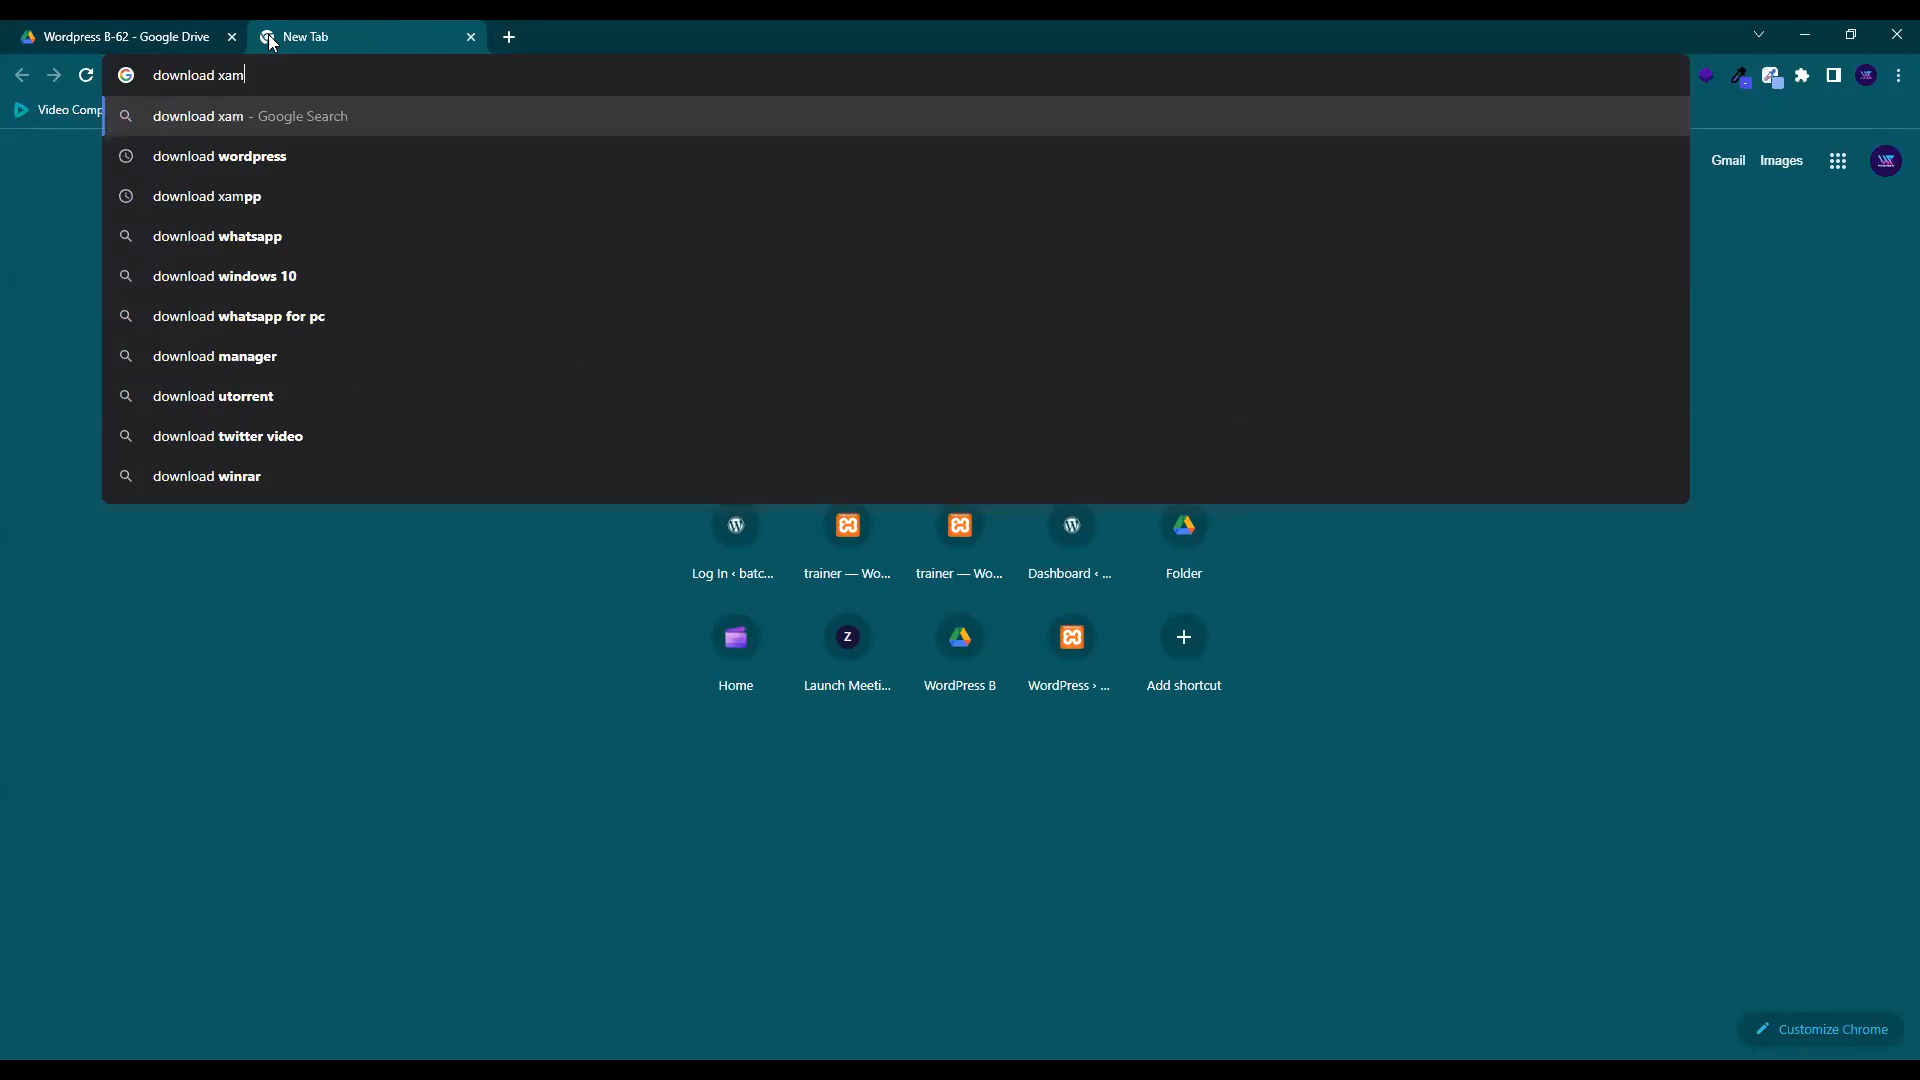 Wordpress B-62 - Google Drive
New Tab
download xam
Video Comp
download xam - Google Search
download wordpress
download xampp
download whatsapp
download windows 10
download whatsapp for pc
download manager
download utorrent
download twitter video
download winrar
Gmail Images
Log In ‹ batc... trainer — Wo... trainer — Wo... Dashboard ‹ ... Folder
Z
Home Launch Meeti... WordPress B WordPress › ... Add shortcut
Customize Chrome